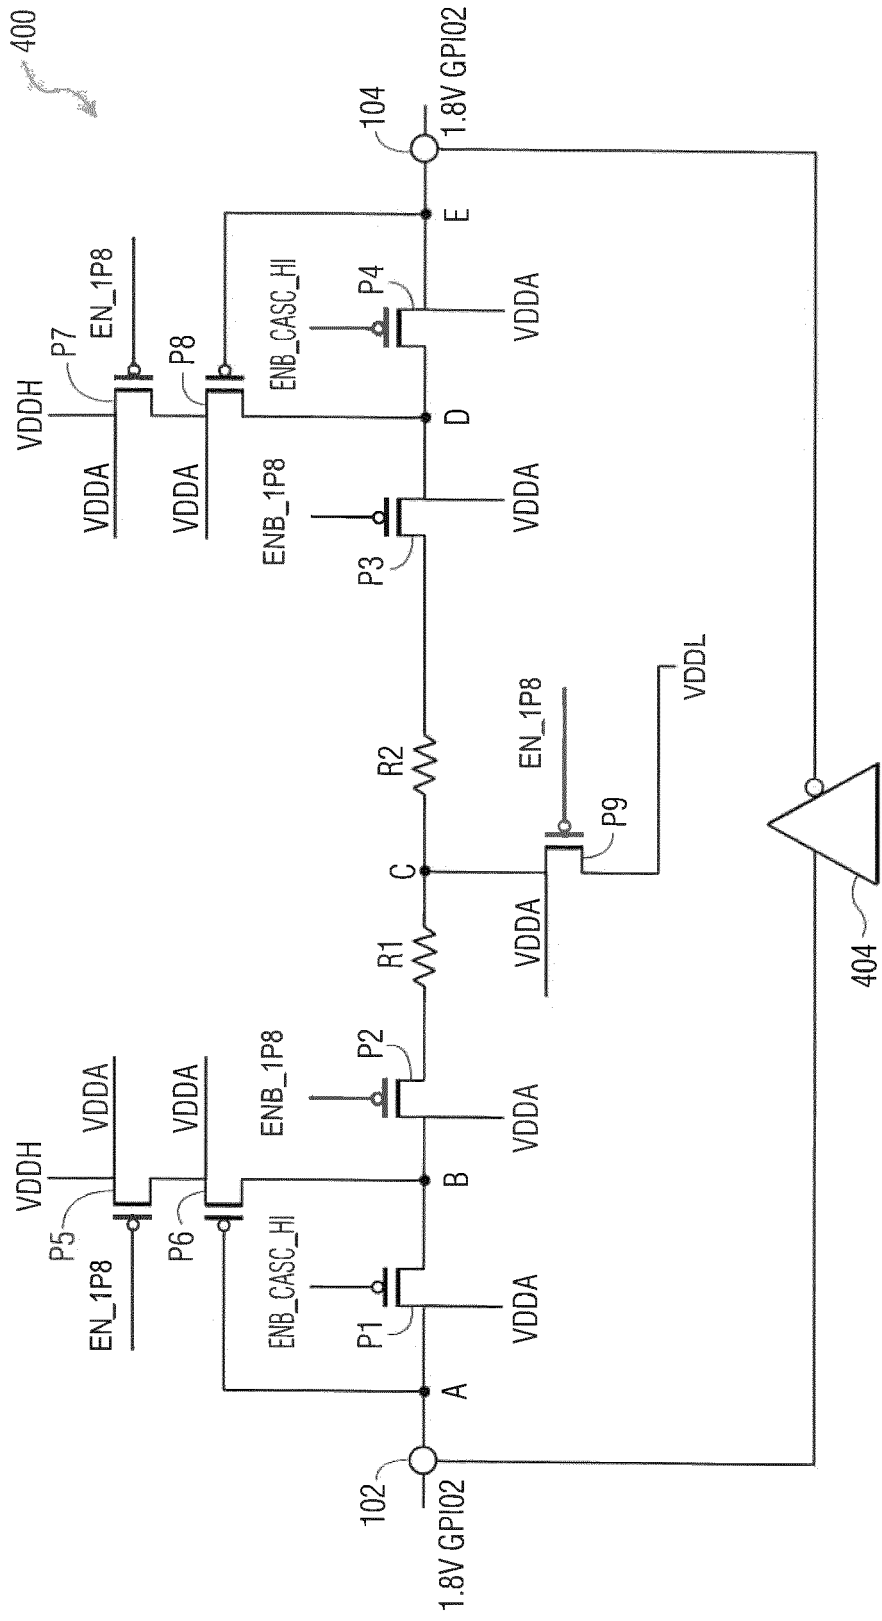 400
VDDH
VDDH
P5
VDDA
VDDA
P7
EN_1P8
EN_1P8
P6
VDDA
VDDA
P8
ENB_CASC_HI
ENB_1P8
ENB_1P8
ENB_CASC_HI
P1
P2
P3
P4
102
R1
C
R2
104
A
B
D
E
1.8V GPI02
1.8V GPI02
VDDA
VDDA
VDDA
VDDA
VDDA
EN_1P8
P9
VDDL
404